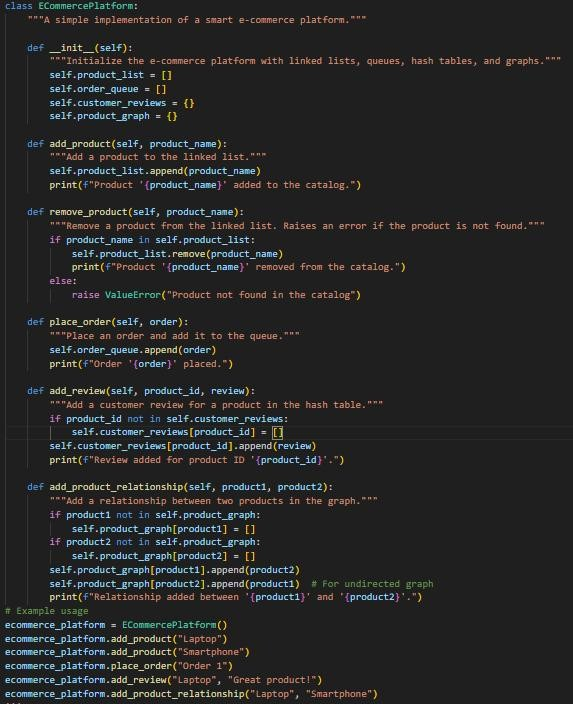 class ECommercePlatform:
    """A simple implementation of a smart e-commerce platform."""
    def __init__(self):
        """Initialize the e-commerce platform with linked lists, queues, hash tables, and graphs."""
        self.product_list = []
        self.order_queue = []
        self.customer_reviews = {}
        self.product_graph = {}
    def add_product(self, product_name):
        """Add a product to the linked list."""
        self.product_list.append(product_name)
        print(f"Product '{product_name}' added to the catalog.")
    def remove_product(self, product_name):
        """Remove a product from the linked list. Raises an error if the product is not found."""
        if product_name in self.product_list:
            self.product_list.remove(product_name)
            print(f"Product '{product_name}' removed from the catalog.")
        else:
            raise ValueError("Product not found in the catalog")
    def place_order(self, order):
        """Place an order and add it to the queue."""
        self.order_queue.append(order)
        print(f"Order '{order}' placed.")
    def add_review(self, product_id, review):
        """Add a customer review for a product in the hash table."""
        if product_id not in self.customer_reviews:
            self.customer_reviews[product_id] = []
        self.customer_reviews[product_id].append(review)
        print(f"Review added for product ID '{product_id}'.")
    def add_product_relationship(self, product1, product2):
        """Add a relationship between two products in the graph."""
        if product1 not in self.product_graph:
            self.product_graph[product1] = []
        if product2 not in self.product_graph:
            self.product_graph[product2] = []
        self.product_graph[product1].append(product2)
        self.product_graph[product2].append(product1)  # For undirected graph
        print(f"Relationship added between '{product1}' and '{product2}'.")
# Example usage
ecommerce_platform = ECommercePlatform()
ecommerce_platform.add_product("Laptop")
ecommerce_platform.add_product("Smartphone")
ecommerce_platform.place_order("Order 1")
ecommerce_platform.add_review("Laptop", "Great product!")
ecommerce_platform.add_product_relationship("Laptop", "Smartphone")